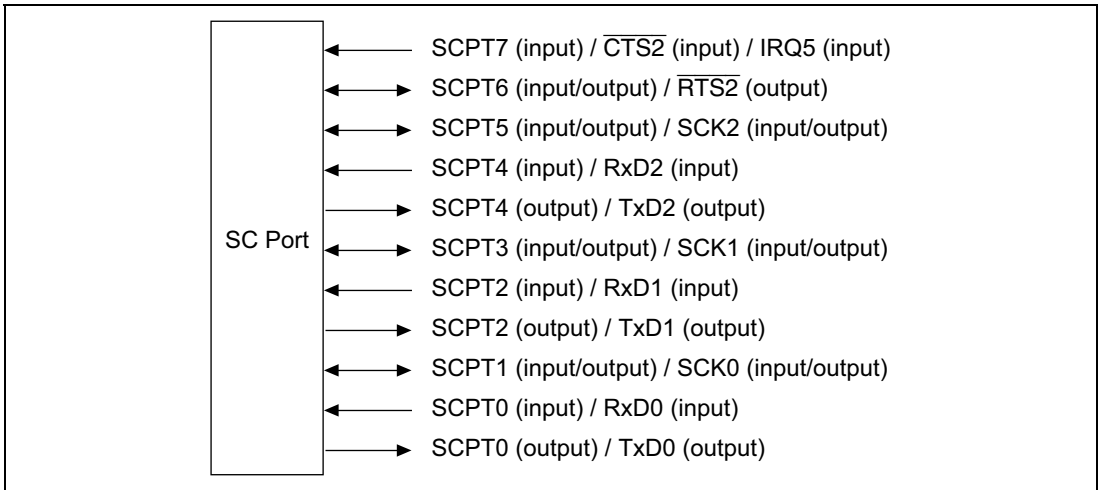 SCPT7 (input) / C̅T̅S̅2̅ (input) / IRQ5 (input)
SCPT6 (input/output) / R̅T̅S̅2̅ (output)
SCPT5 (input/output) / SCK2 (input/output)
SCPT4 (input) / RxD2 (input)
SCPT4 (output) / TxD2 (output)
SC Port
SCPT3 (input/output) / SCK1 (input/output)
SCPT2 (input) / RxD1 (input)
SCPT2 (output) / TxD1 (output)
SCPT1 (input/output) / SCK0 (input/output)
SCPT0 (input) / RxD0 (input)
SCPT0 (output) / TxD0 (output)